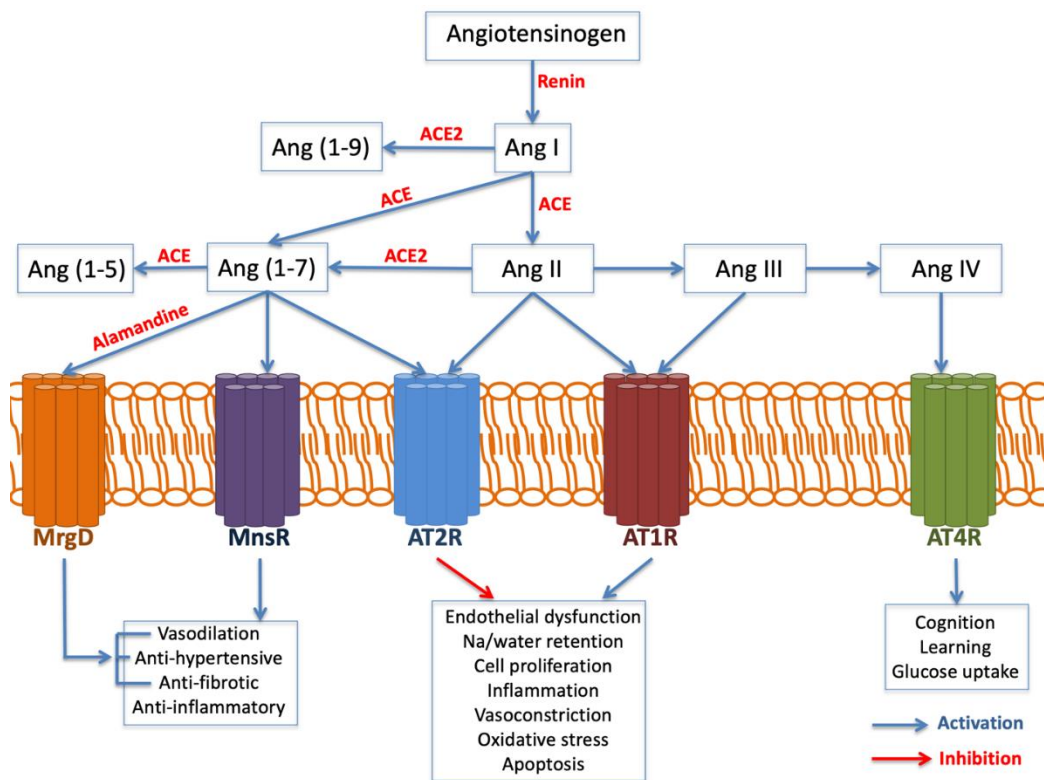 Angiotensinogen
Renin
Ang (1-9)
ACE2
Ang I
ACE
ACE
Ang (1-5)
ACE
Ang (1-7)
ACE2
Ang II
Ang III
Ang IV
Alamandine
MrgD
MnsR
AT2R
AT1R
AT4R
Vasodilation
Anti-hypertensive
Anti-fibrotic
Anti-inflammatory
Endothelial dysfunction
Na/water retention
Cell proliferation
Inflammation
Vasoconstriction
Oxidative stress
Apoptosis
Cognition
Learning
Glucose uptake
Activation
Inhibition